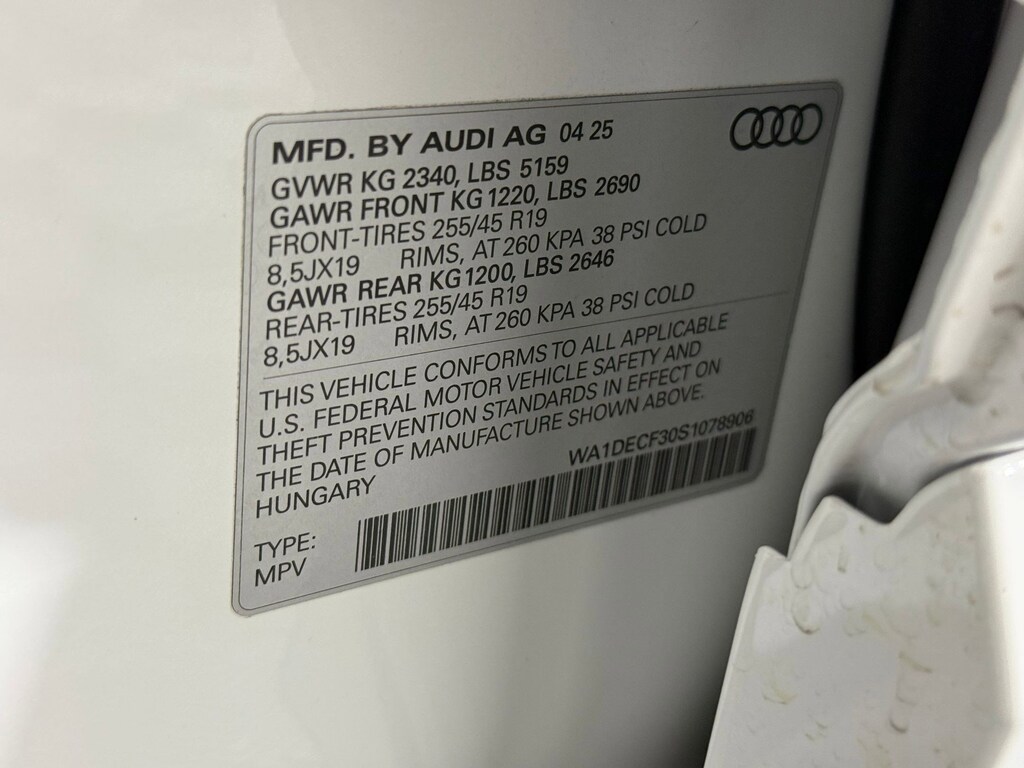 MFD. BY AUDI AG 04 25
GVWR KG 2340, LBS 5159
GAWR FRONT KG 1220, LBS 2690
FRONT-TIRES 255/45 R19
8,5JX19 RIMS, AT 260 KPA 38 PSI COLD
GAWR REAR KG 1200, LBS 2646
REAR-TIRES 255/45 R19
8,5JX19 RIMS, AT 260 KPA 38 PSI COLD
THIS VEHICLE CONFORMS TO ALL APPLICABLE
U.S. FEDERAL MOTOR VEHICLE SAFETY AND
THEFT PREVENTION STANDARDS IN EFFECT ON
THE DATE OF MANUFACTURE SHOWN ABOVE.
HUNGARY
WA1DECF30S1078906
TYPE:
MPV